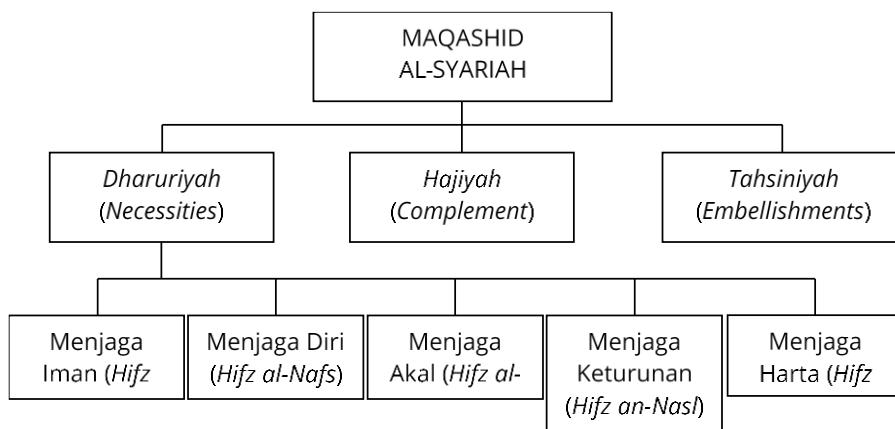 MAQASHID
AL-SYARIAH
Dharuriyah
(Necessities)
Hajiyah
(Complement)
Tahsiniyah
(Embellishments)
Menjaga
Iman (Hifz
Menjaga Diri
(Hifz al-Nafs)
Menjaga
Akal (Hifz al-
Menjaga
Keturunan
(Hifz an-Nasl)
Menjaga
Harta (Hifz